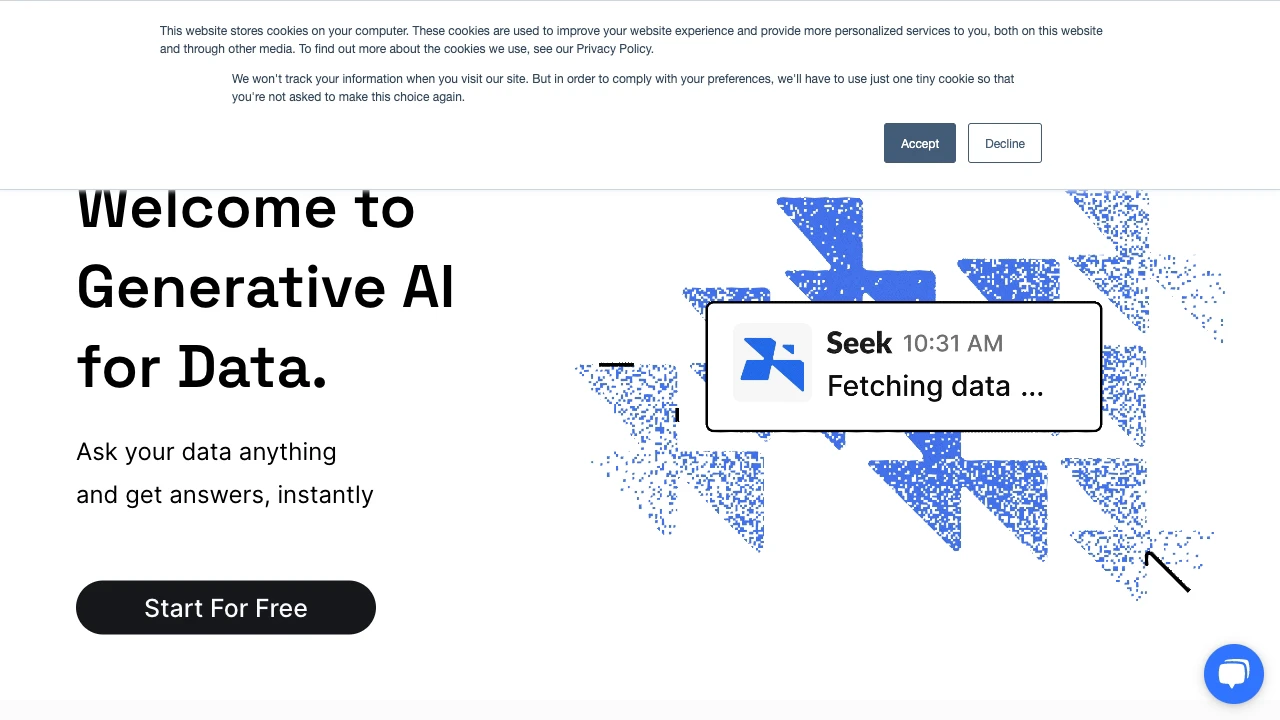 This website stores cookies on your computer. These cookies are used to improve your website experience and provide more personalized services to you, both on this website
and through other media. To find out more about the cookies we use, see our Privacy Policy.
We won't track your information when you visit our site. But in order to comply with your preferences, we'll have to use just one tiny cookie so that
you're not asked to make this choice again.
Accept
Decline
Welcome to
Generative AI
for Data.
Seek 10:31 AM
Fetching data ...
Ask your data anything
and get answers, instantly
Start For Free